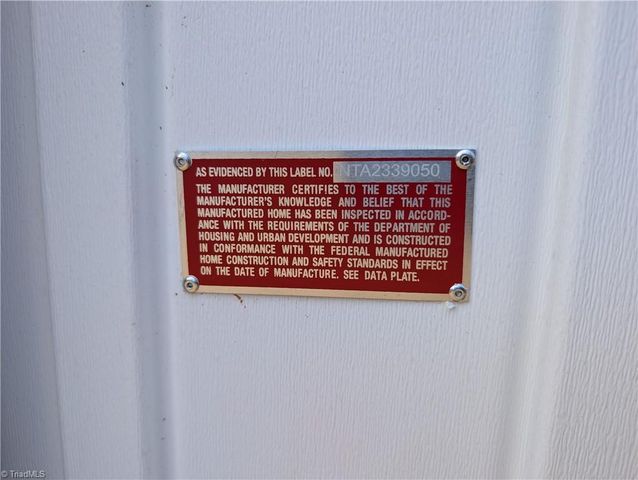 AS EVIDENCED BY THIS LABEL NO. NTA2339050
THE MANUFACTURER CERTIFIES TO THE BEST OF THE
MANUFACTURER'S KNOWLEDGE AND BELIEF THAT THIS
MANUFACTURED HOME HAS BEEN INSPECTED IN ACCORD-
ANCE WITH THE REQUIREMENTS OF THE DEPARTMENT OF
HOUSING AND URBAN DEVELOPMENT AND IS CONSTRUCTED
IN CONFORMANCE WITH THE FEDERAL MANUFACTURED
HOME CONSTRUCTION AND SAFETY STANDARDS IN EFFECT
ON THE DATE OF MANUFACTURE. SEE DATA PLATE.
© TriadMLS